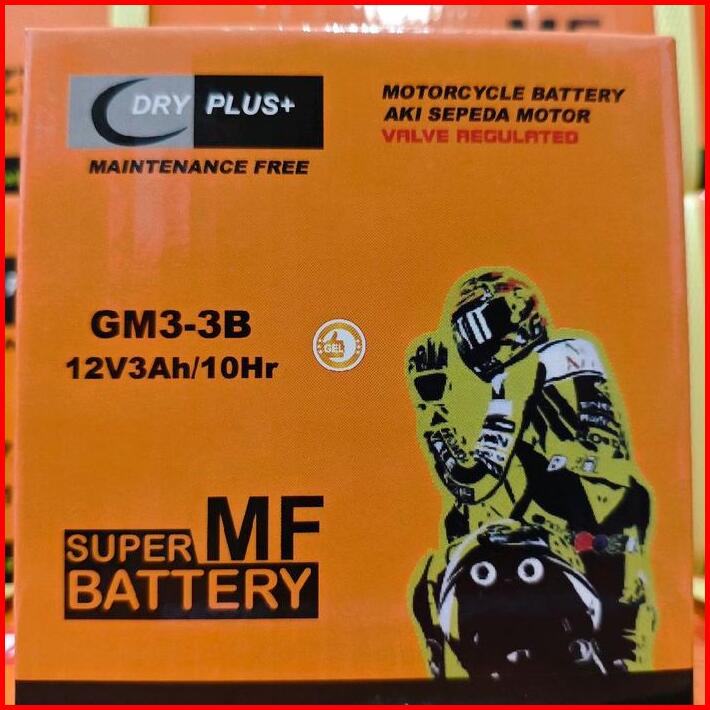 MF
DRY PLUS+
MAINTENANCE FREE
MOTORCYCLE BATTERY
AKI SEPEDA MOTOR
VALVE REGULATED
GM3-3B
12V3Ah/10Hr
GEL
SUPER MF
BATTERY